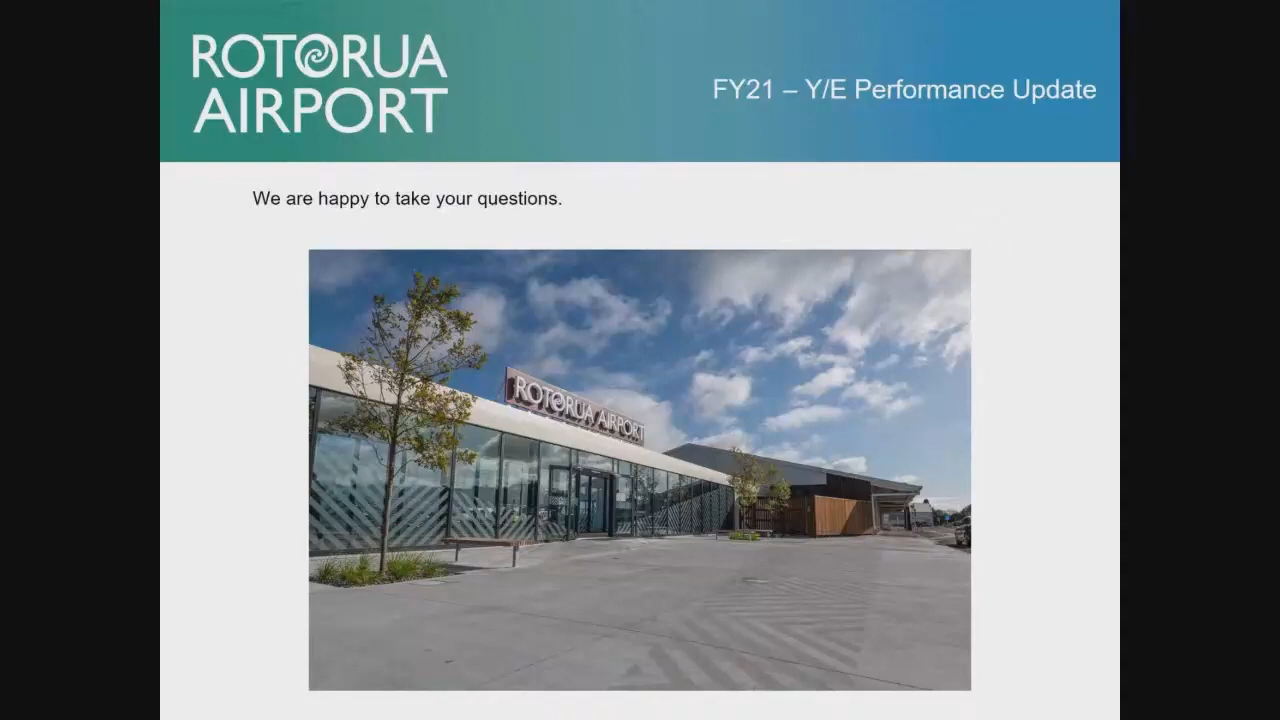 ROTORUA
AIRPORT
FY21 – Y/E Performance Update
We are happy to take your questions.
ROTORUA AIRPORT